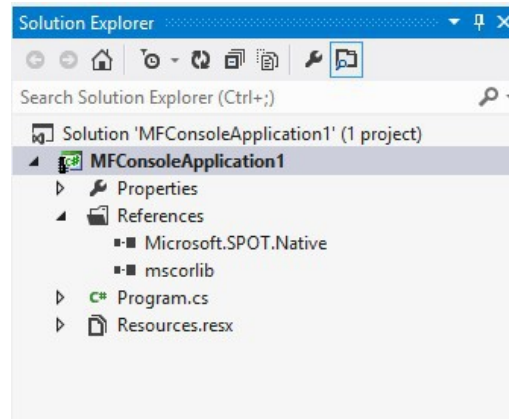 Solution Explorer
Search Solution Explorer (Ctrl+;)
Solution 'MFConsoleApplication1' (1 project)
C# MFConsoleApplication1
Properties
References
Microsoft.SPOT.Native
mscorlib
C# Program.cs
Resources.resx